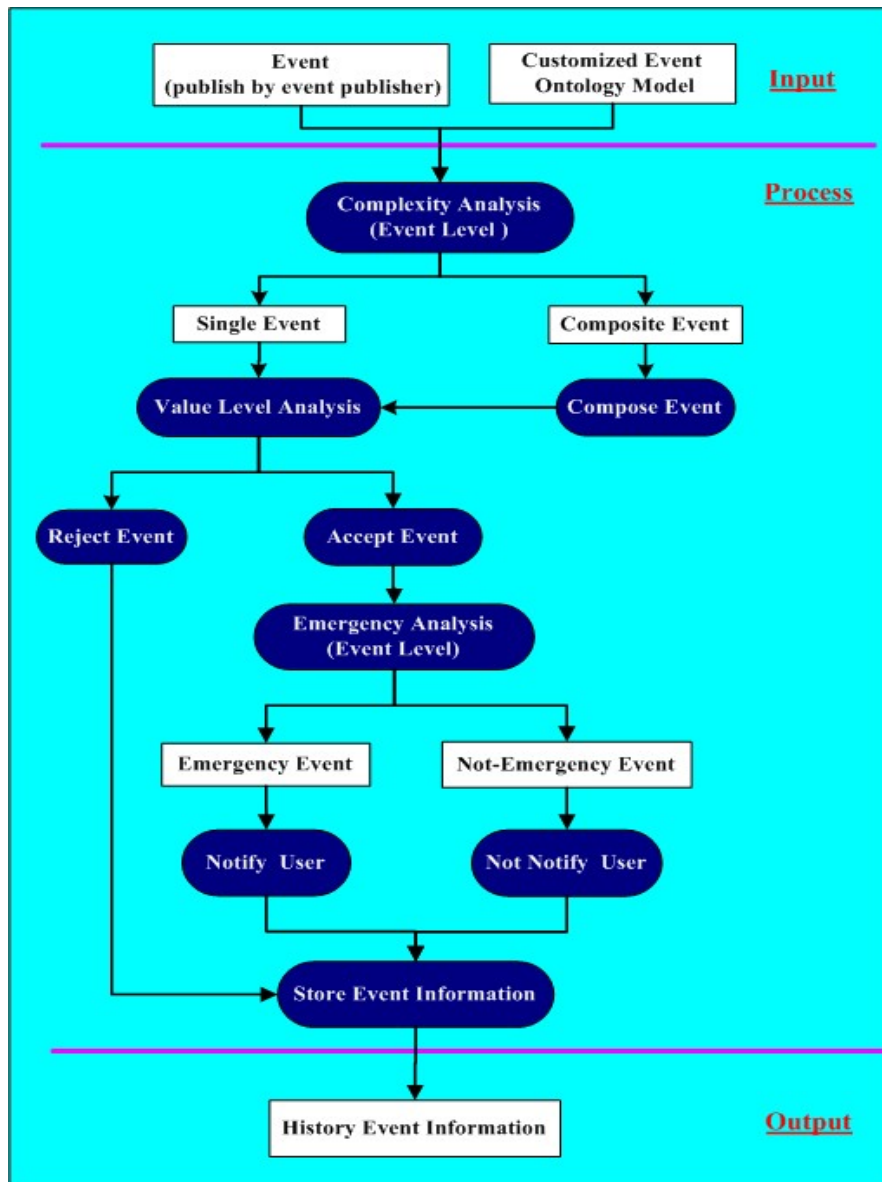 Event
(publish by event publisher)
Customized Event
Ontology Model
Input
Process
Complexity Analysis
(Event Level )
Single Event
Composite Event
Value Level Analysis
Compose Event
Reject Event
Accept Event
Emergency Analysis
(Event Level)
Emergency Event
Not-Emergency Event
Notify User
Not Notify User
Store Event Information
History Event Information
Output